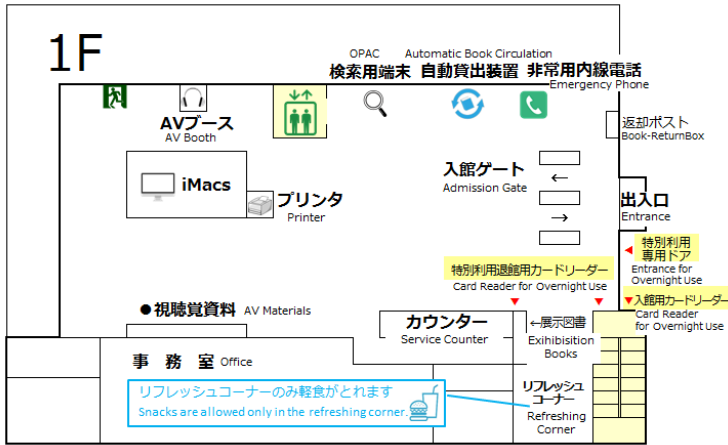 1F
OPAC
検索用端末
Automatic Book Circulation
自動貸出装置
非常用内線電話
Emergency Phone
AVブース
AV Booth
返却ポスト
Book-ReturnBox
iMacs
プリンタ
Printer
入館ゲート
Admission Gate
←
→
出入口
Entrance
特別利用
専用ドア
Entrance for
Overnight Use
特別利用退館用カードリーダー
Card Reader for Overnight Use
入館用カードリーダー
Card Reader
for Overnight Use
●視聴覚資料 AV Materials
カウンター
Service Counter
←展示図書
Exihibisition
Books
事 務 室 Office
リフレッシュコーナーのみ軽食がとれます
Snacks are allowed only in the refreshing corner.
リフレッシュ
コーナー
Refreshing
Corner